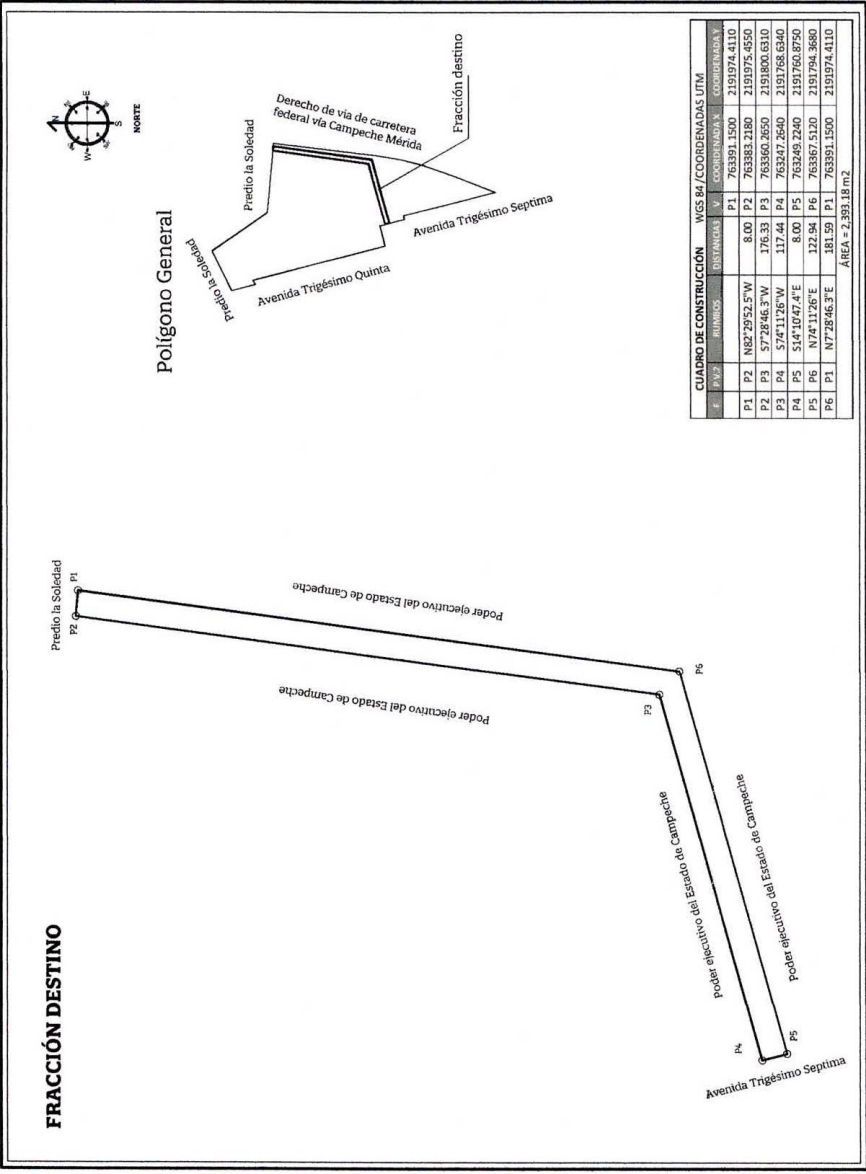 FRACCIÓN DESTINO
Predio la Soledad
P2
P1
Poder ejecutivo del Estado de Campeche
Poder ejecutivo del Estado de Campeche
P3
P6
Poder ejecutivo del Estado de Campeche
Poder ejecutivo del Estado de Campeche
P4
P5
Avenida Trigésimo Septima
N
W
E
S
NORTE
Polígono General
Predio la Soledad
Predio la Soledad
Derecho de via de carretera
federal vía Campeche Mérida
Fracción destino
Avenida Trigésimo Quinta
Avenida Trigésimo Septima
CUADRO DE CONSTRUCCIÓN WGS 84 /COORDENADAS UTM
E P.V.2 RUMBOS DISTANCIAS V COORDENADA X COORDENADA Y
P1 763391.1500 2191974.4110
P1 P2 N82°29'52.5"W 8.00 P2 763383.2180 2191975.4550
P2 P3 S7°28'46.3"W 176.33 P3 763360.2650 2191800.6310
P3 P4 S74°11'26"W 117.44 P4 763247.2640 2191768.6340
P4 P5 S14°10'47.4"E 8.00 P5 763249.2240 2191760.8750
P5 P6 N74°11'26"E 122.94 P6 763367.5120 2191794.3680
P6 P1 N7°28'46.3"E 181.59 P1 763391.1500 2191974.4110
ÁREA = 2,393.18 m2